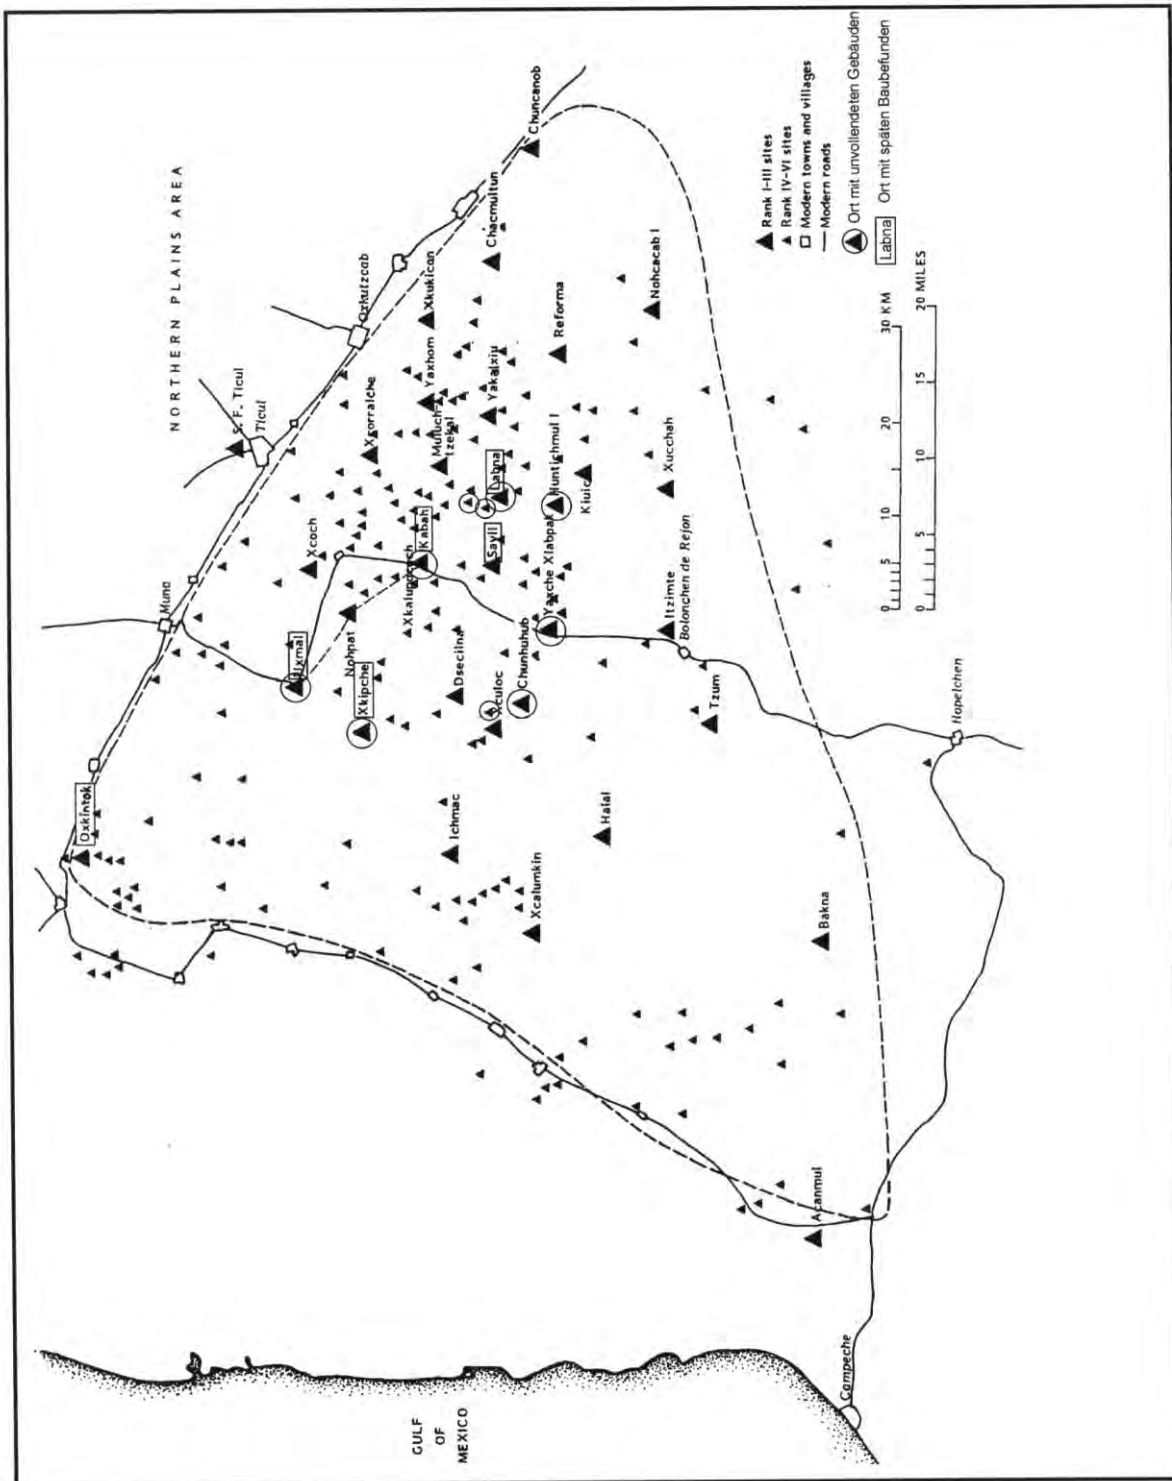 Oxkintok
Muna
NORTHERN PLAINS AREA
S. F. Ticul
Ticul
Uxmal
Xcoch
Nohpat
Xkipche
Oxkutzcab
Xcorralche
Kabah
Yaxhom
Xkukican
Muluch
tzekal
GULF
OF
MEXICO
Ichmac
Dsecilna
Xculoc
Sayil
Labna
Yakalxiu
Chacmultun
Chunhuhub
Xcalumkin
Chuncanob
Yaxche Xlabpak
Huntichmul I
Reforma
Kiuic
Halal
Nohcacab I
Itzimte
Xucchah
Bolonchen de Rejon
Tzum
Acanmul
Bakna
Campeche
Hopelchen
Rank I-III sites
Rank IV-VI sites
Modern towns and villages
Modern roads
Ort mit unvollendeten Gebäuden
Labna Ort mit späten Baubefunden
0 5 10 20 30 KM
0 5 10 15 20 MILES